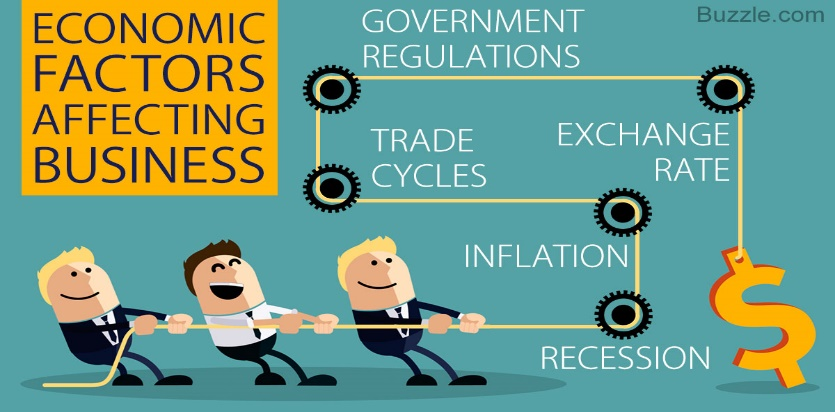 ECONOMIC
FACTORS
AFFECTING
BUSINESS
GOVERNMENT
REGULATIONS
Buzzle.com
TRADE
CYCLES
EXCHANGE
RATE
INFLATION
RECESSION
$